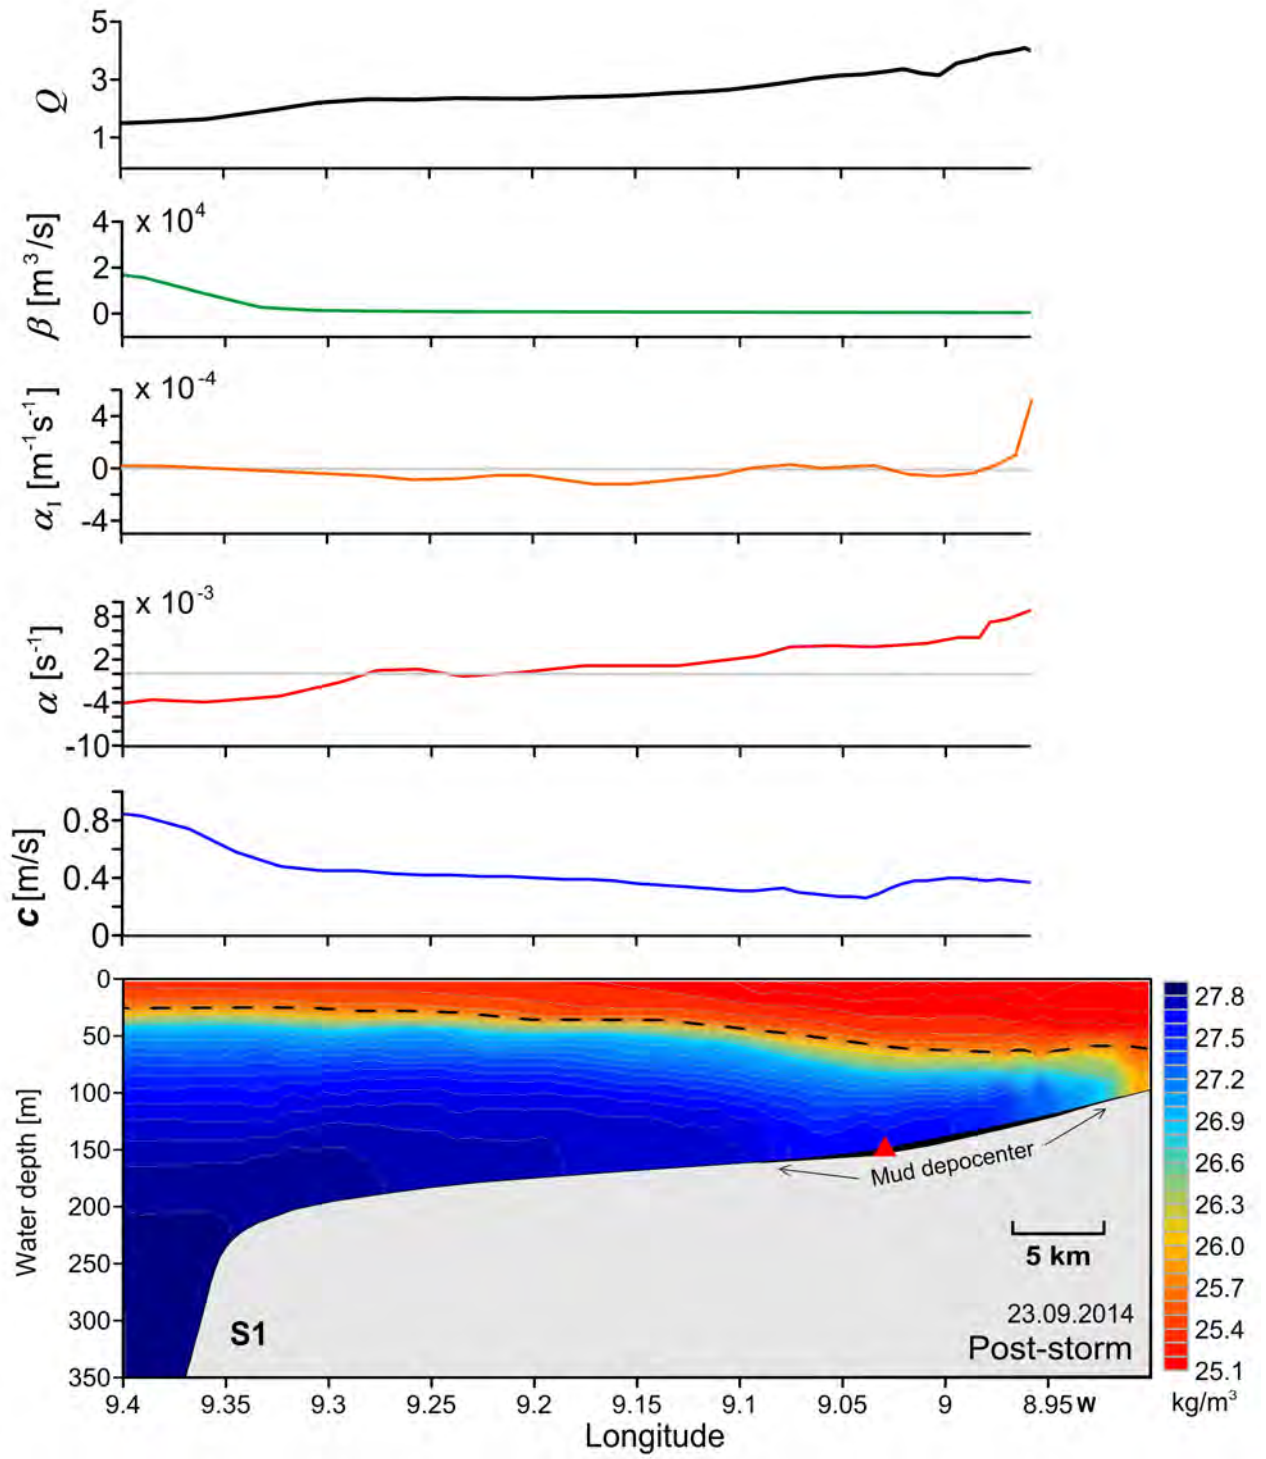 5
3
1
Q
x 10⁴
4
2
0
β [m³/s]
x 10⁻⁴
4
0
-4
α₁ [m⁻¹s⁻¹]
x 10⁻³
8
2
-4
-10
α [s⁻¹]
0.8
0.4
0
c [m/s]
0
50
100
150
200
250
300
350
Water depth [m]
Mud depocenter
5 km
23.09.2014
S1
Post-storm
27.8
27.5
27.2
26.9
26.6
26.3
26.0
25.7
25.4
25.1
kg/m³
9.4 9.35 9.3 9.25 9.2 9.15 9.1 9.05 9 8.95 W
Longitude